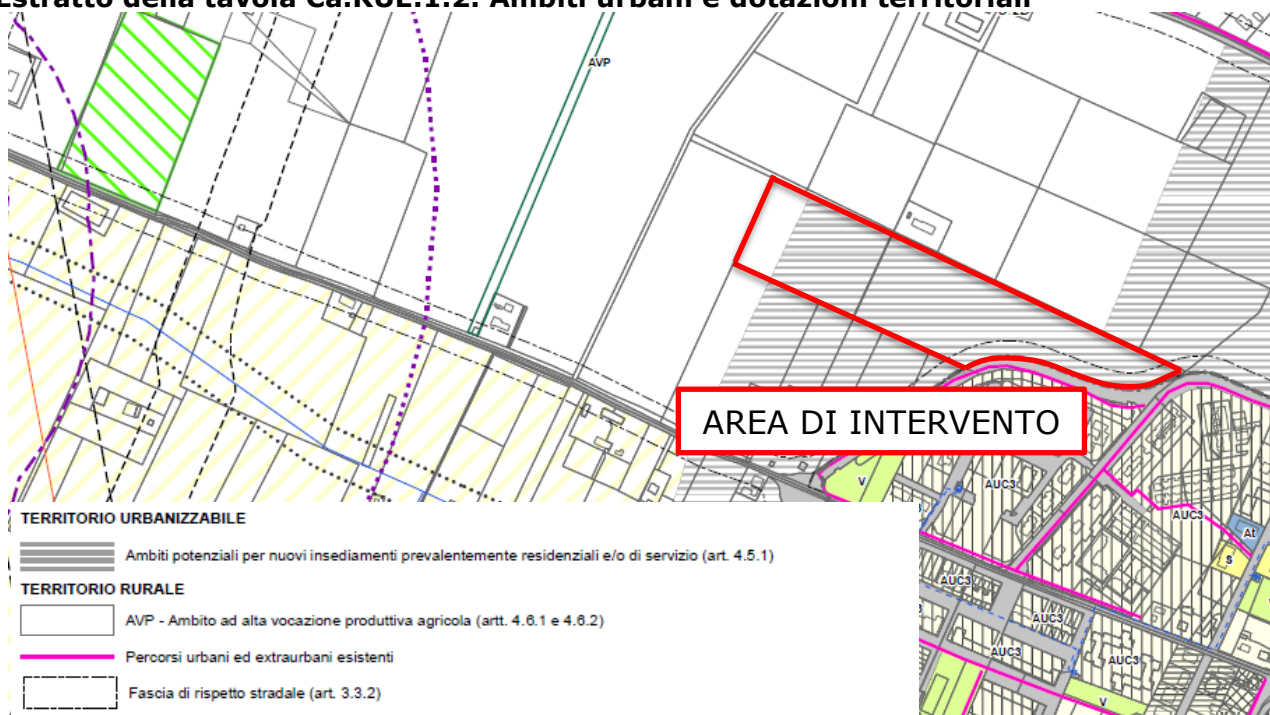 Estratto della tavola Ca.RUE.1.2: Ambiti urbani e dotazioni territoriali
AVP
AREA DI INTERVENTO
V
AUC3
AUC3
At
S
AUC3
AUC3
AUC3
AUC3
V
TERRITORIO URBANIZZABILE
Ambiti potenziali per nuovi insediamenti prevalentemente residenziali e/o di servizio (art. 4.5.1)
TERRITORIO RURALE
AVP - Ambito ad alta vocazione produttiva agricola (artt. 4.6.1 e 4.6.2)
Percorsi urbani ed extraurbani esistenti
Fascia di rispetto stradale (art. 3.3.2)